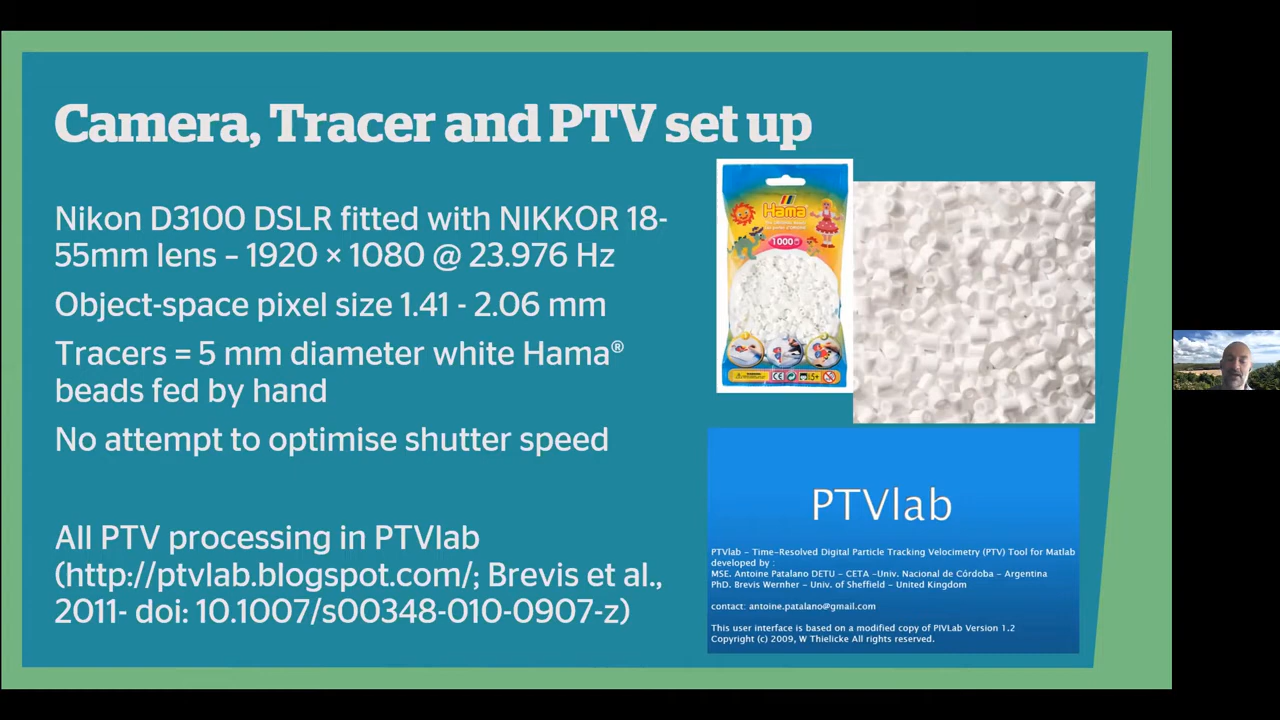 Camera, Tracer and PTV set up
Nikon D3100 DSLR fitted with NIKKOR 18-
55mm lens – 1920 × 1080 @ 23.976 Hz
Object-space pixel size 1.41 - 2.06 mm
Tracers = 5 mm diameter white Hama®
beads fed by hand
No attempt to optimise shutter speed
All PTV processing in PTVlab
(http://ptvlab.blogspot.com/; Brevis et al.,
2011- doi: 10.1007/s00348-010-0907-z)
Hama
1000
PTVlab
PTVlab - Time-Resolved Digital Particle Tracking Velocimetry (PTV) Tool for Matlab
developed by :
MSE. Antoine Patalano DETU - CETA -Univ. Nacional de Córdoba - Argentina
PhD. Brevis Wernher - Univ. of Sheffield - United Kingdom
contact: antoine.patalano@gmail.com
This user interface is based on a modified copy of PIVLab Version 1.2
Copyright (c) 2009, W Thielicke All rights reserved.